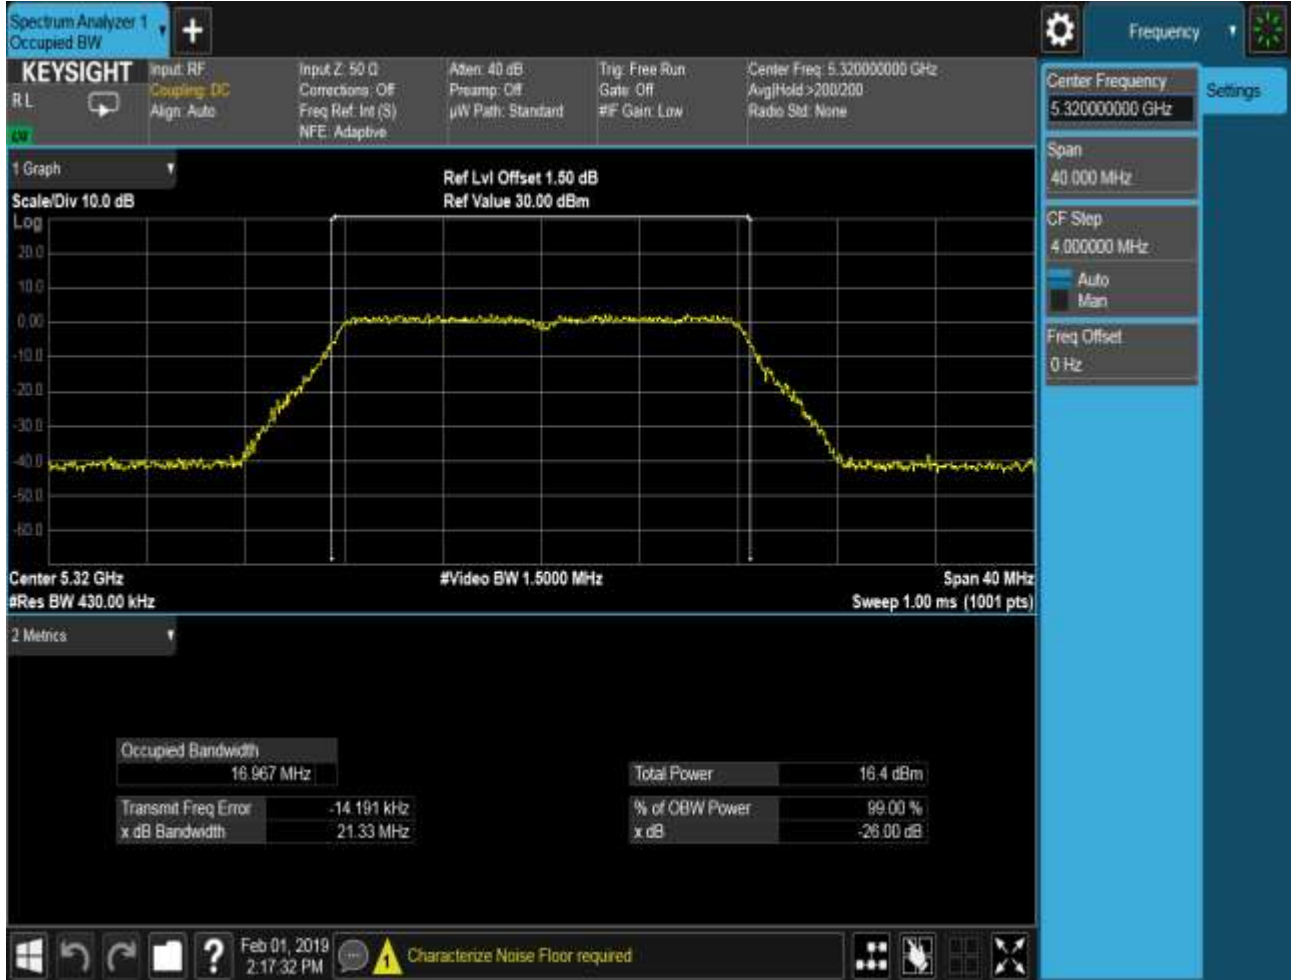 Spectrum Analyzer 1
Occupied BW
+
Frequency
KEYSIGHT
RL
Input: RF
Coupling: DC
Align: Auto
Input Z: 50 Ω
Corrections: Off
Freq Ref: Int (S)
NFE: Adaptive
Atten: 40 dB
Preamp: Off
µW Path: Standard
Trig: Free Run
Gate: Off
#IF Gain: Low
Center Freq: 5.320000000 GHz
Avg|Hold:>200/200
Radio Std: None
Center Frequency
5.320000000 GHz
Settings
Span
40.000 MHz
CF Step
4.000000 MHz
Auto
Man
Freq Offset
0 Hz
1 Graph
Scale/Div 10.0 dB
Ref Lvl Offset 1.50 dB
Ref Value 30.00 dBm
Log
20.0
10.0
0.00
-10.0
-20.0
-30.0
-40.0
-50.0
-60.0
Center 5.32 GHz
#Video BW 1.5000 MHz
Span 40 MHz
#Res BW 430.00 kHz
Sweep 1.00 ms (1001 pts)
2 Metrics
Occupied Bandwidth
16.967 MHz
Total Power 16.4 dBm
Transmit Freq Error -14.191 kHz
% of OBW Power 99.00 %
x dB Bandwidth 21.33 MHz
x dB -26.00 dB
?
Feb 01, 2019
2:17:32 PM
1
Characterize Noise Floor required